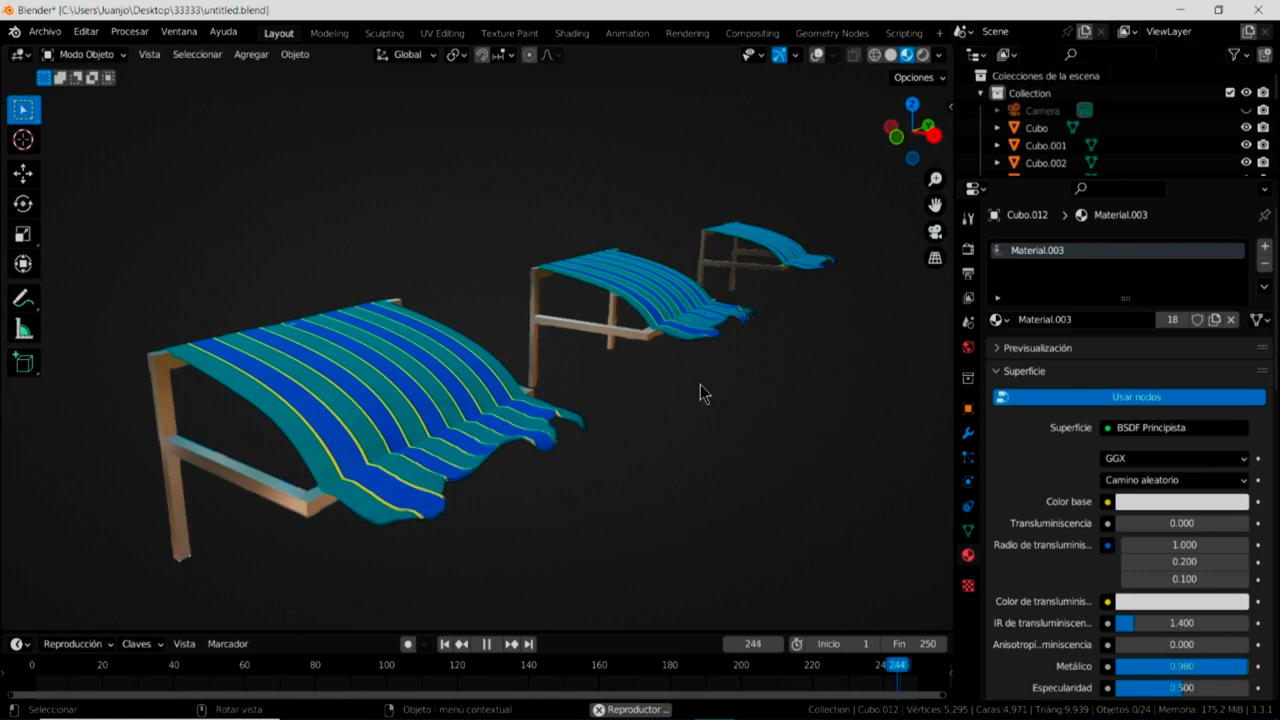 Blender* [C:\Users\Juanjo\Desktop\33333\untitled.blend]
Archivo Editar Procesar Ventana Ayuda Layout Modeling Sculpting UV Editing Texture Paint Shading Animation Rendering Compositing Geometry Nodes Scripting + Scene ViewLayer
Modo Objeto Vista Seleccionar Agregar Objeto Global
Opciones
Colecciones de la escena
Collection
Camera
Cubo
Cubo.001
Cubo.002
Z
Y
Cubo.012 > Material.003
Material.003
Material.003 18
Previsualización
Superficie
Usar nodos
Superficie BSDF Principista
GGX
Camino aleatorio
Color base
Transluminiscencia 0.000
Radio de transluminis... 1.000
0.200
0.100
Color de transluminis...
IR de transluminiscen... 1.400
Anisotropí...miniscencia 0.000
Metálico 0.980
Especularidad 0.500
Reproducción Claves Vista Marcador 244 Inicio 1 Fin 250
0 20 40 60 80 100 120 140 160 180 200 220 24 244
Seleccionar Rotar vista Objeto - menú contextual Reproductor ... Collection | Cubo.012 | Vértices:5,295 | Caras:4,971 | Triáng:9,939 | Objetos:0/24 | Memoria: 175.2 MiB | 3.3.1